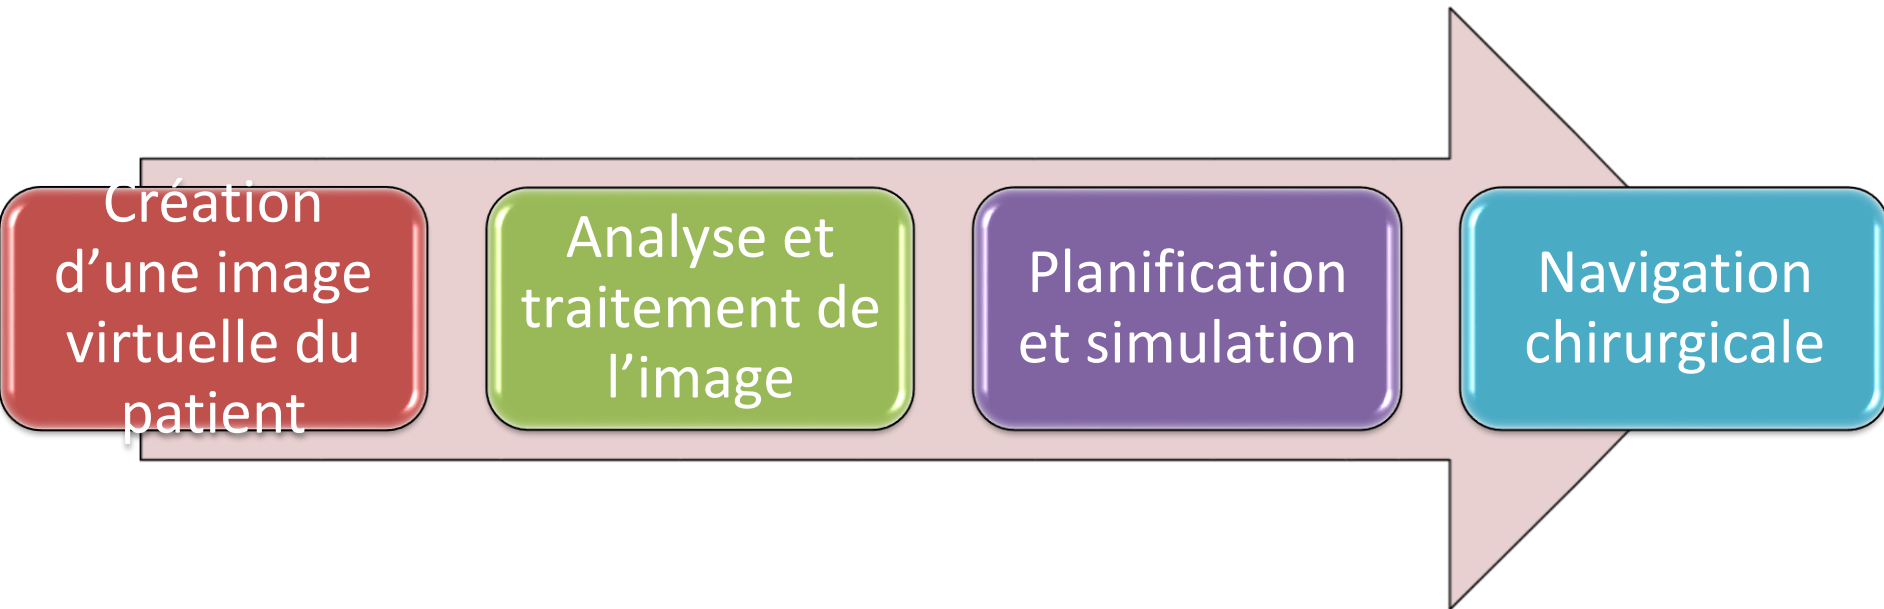 Création
d’une image
virtuelle du
patient
Analyse et
traitement de
l’image
Planification
et simulation
Navigation
chirurgicale